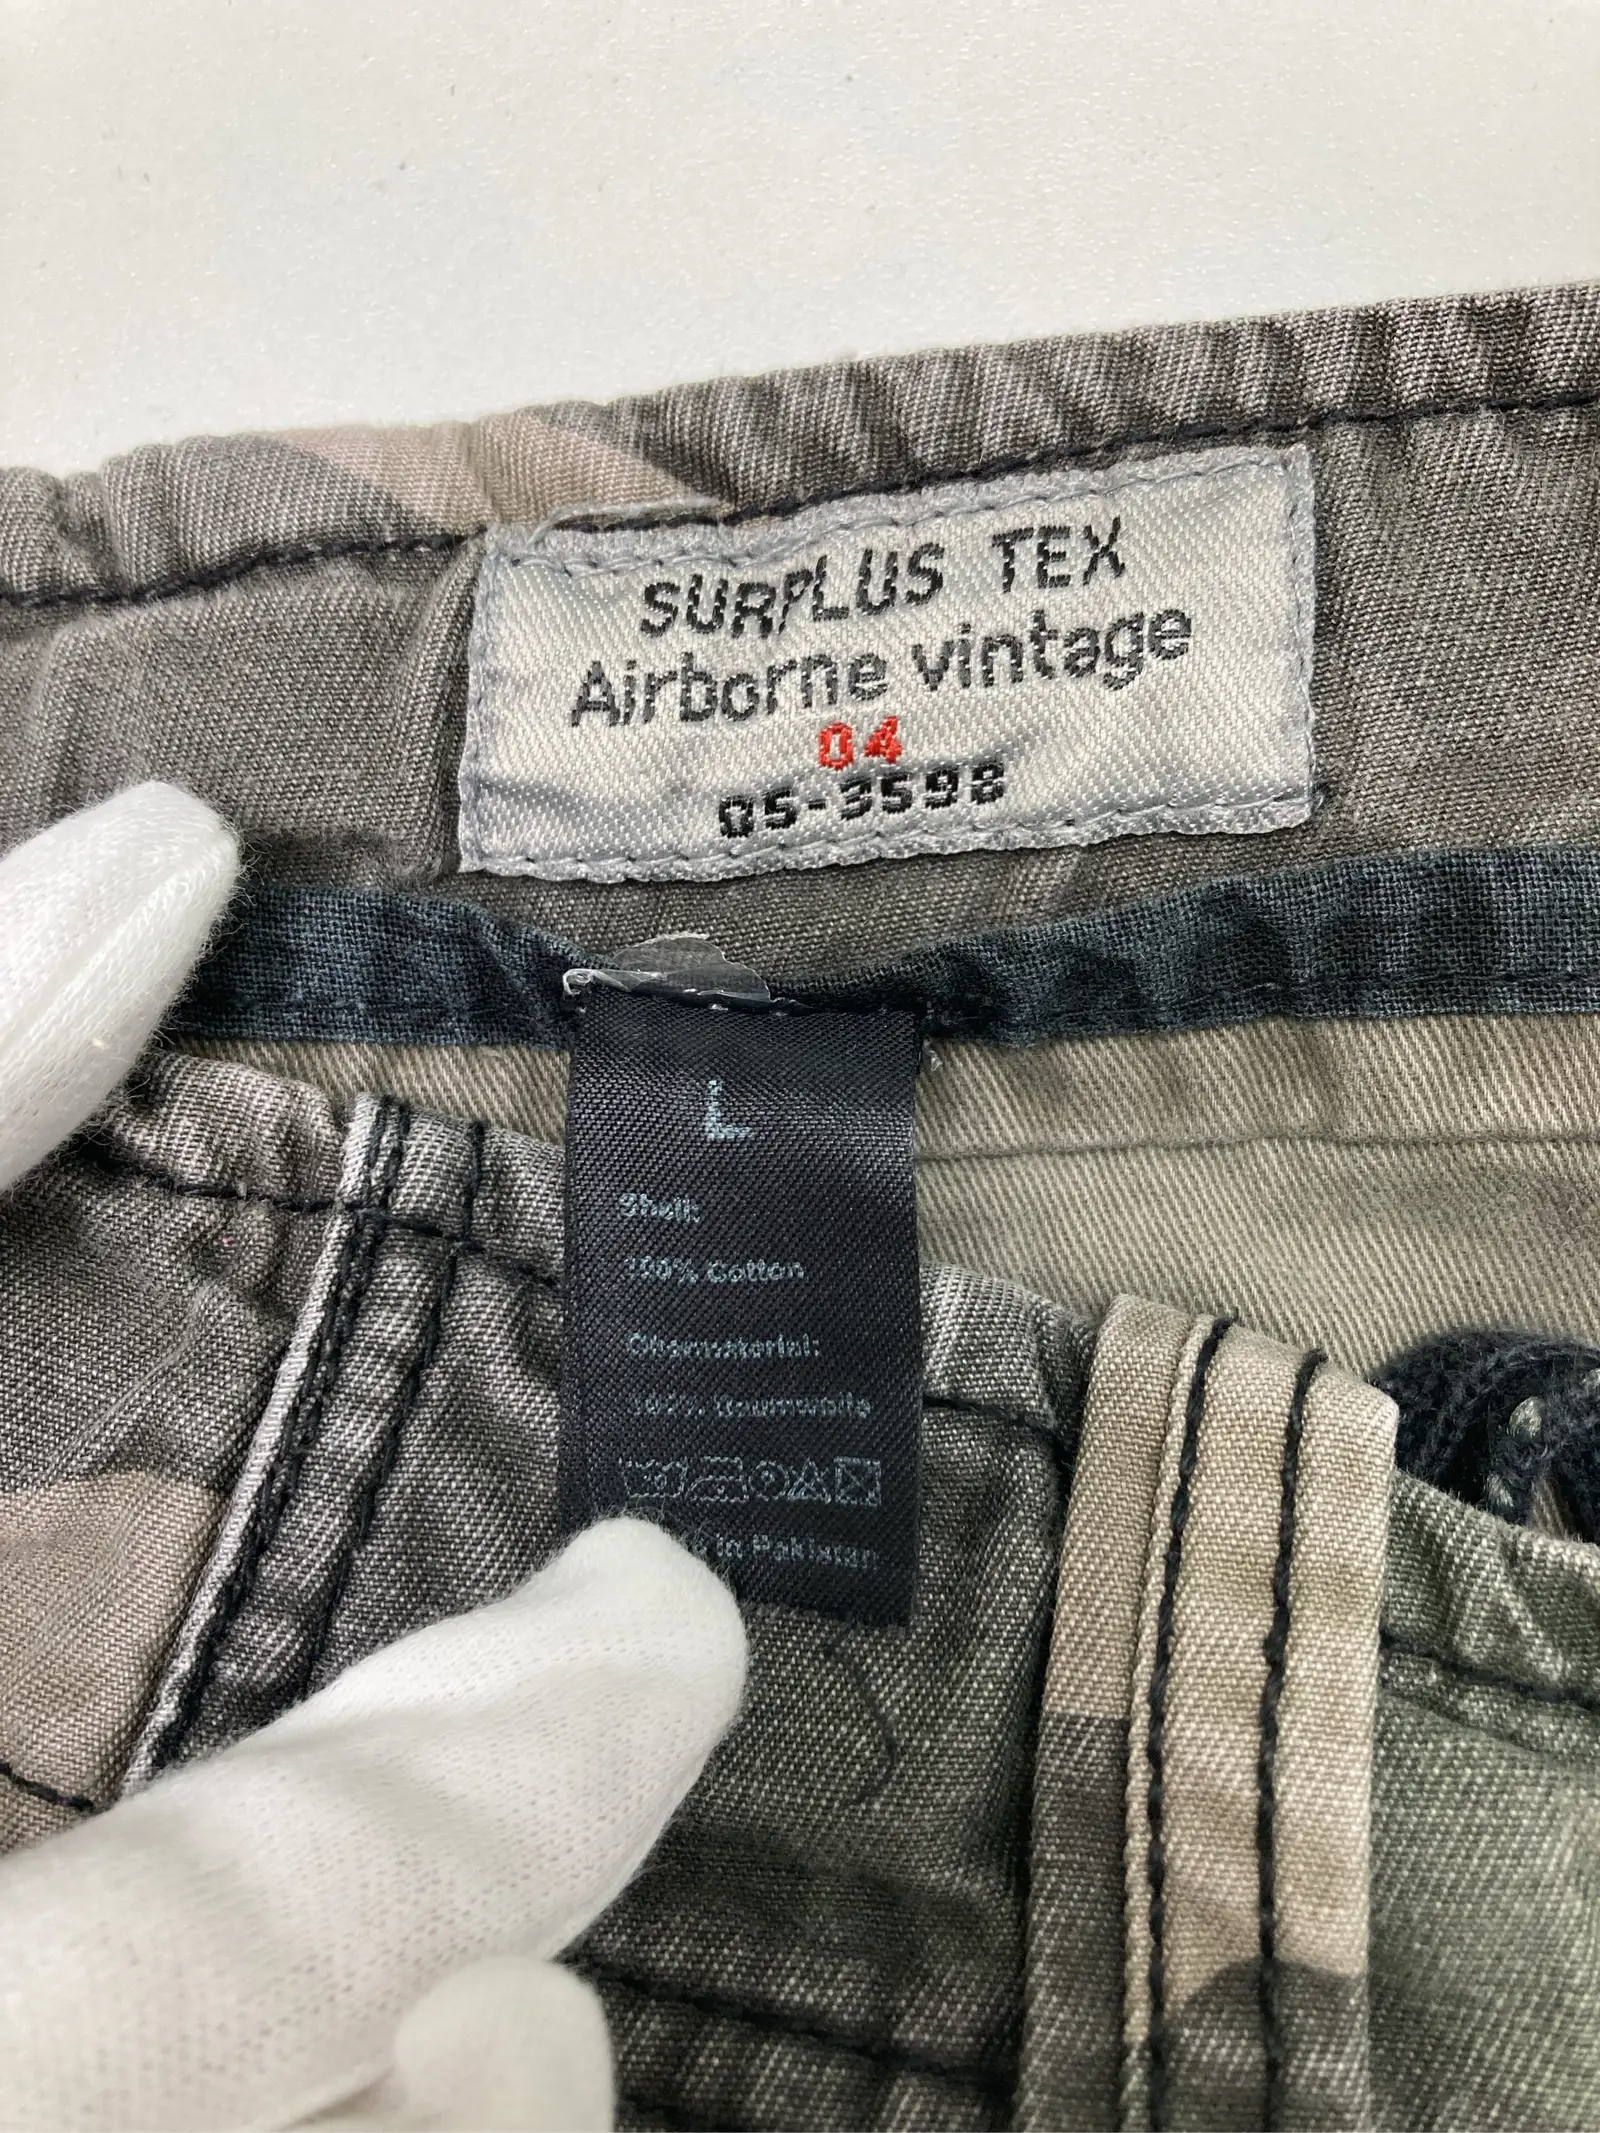 SURPLUS TEX
Airborne vintage
04
05-3598
L
Shell:
100% Cotton
Obermaterial:
100% Baumwolle
in Pakistan